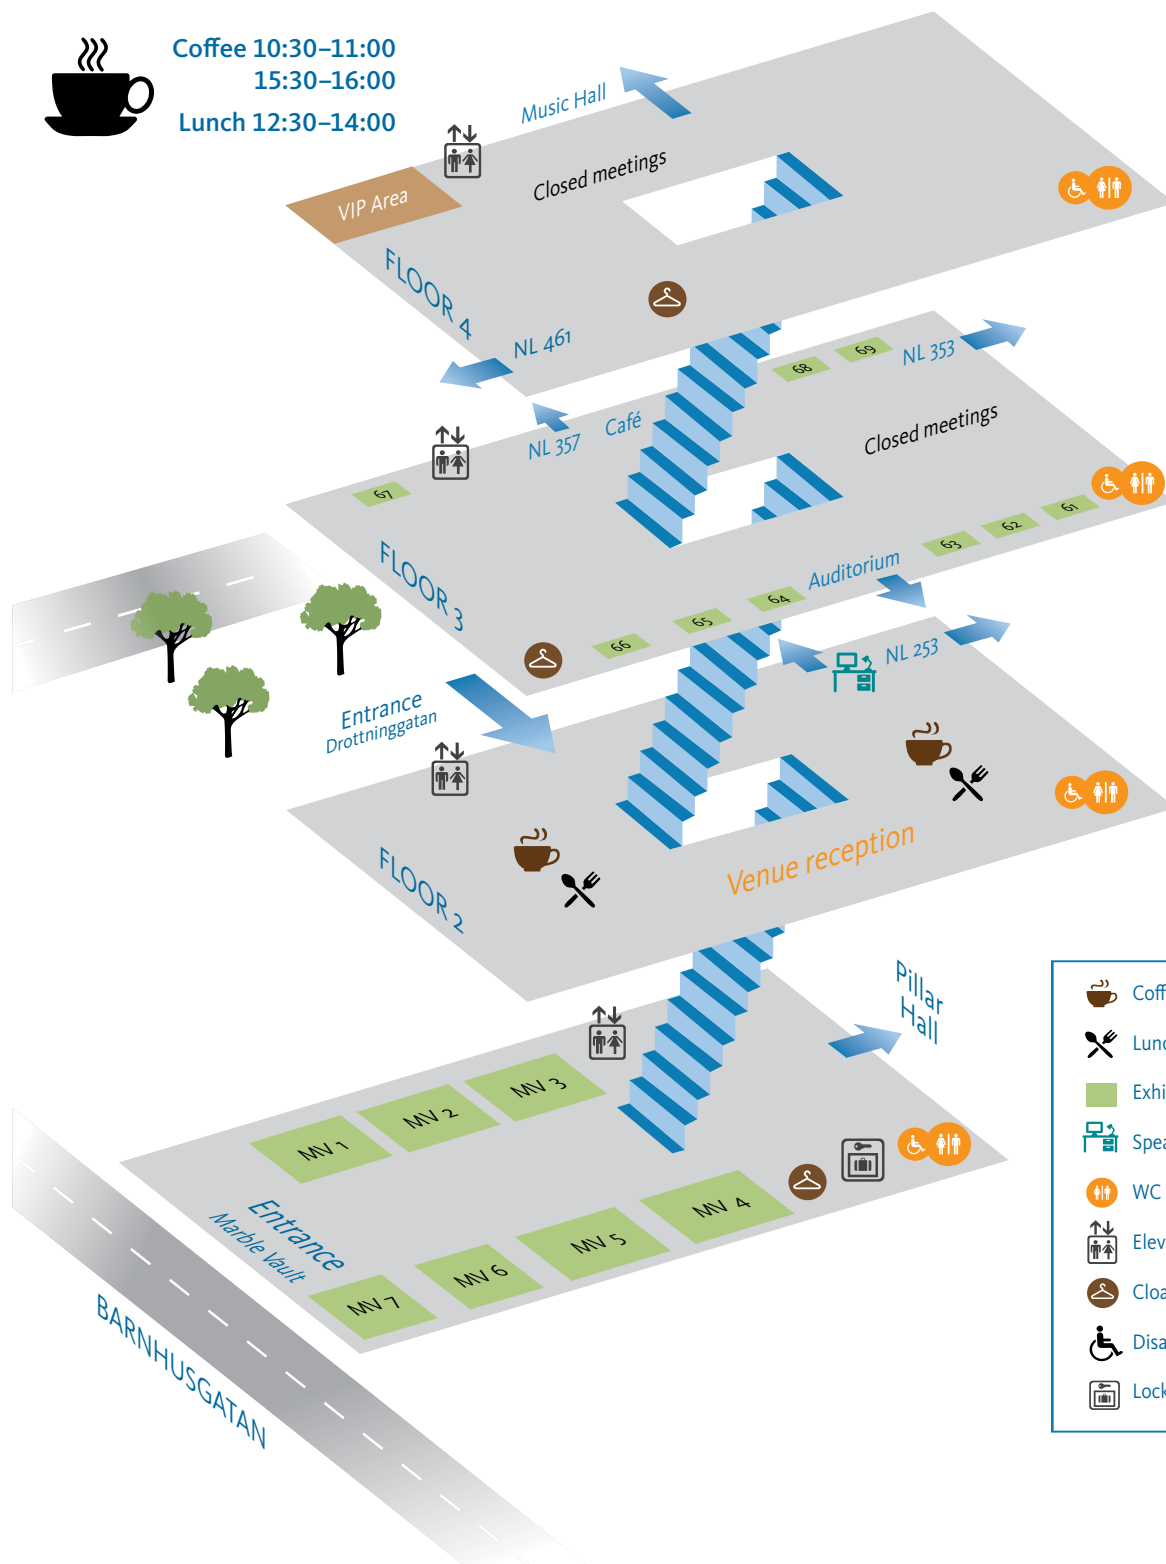 Coffee 10:30–11:00
15:30–16:00
Lunch 12:30–14:00
Music Hall
Closed meetings
VIP Area
FLOOR 4
NL 461
68
69
NL 353
NL 357
Café
Closed meetings
67
FLOOR 3
61
62
63
Auditorium
64
65
66
Entrance
Drottninggatan
NL 253
FLOOR 2
Venue reception
Pillar
Hall
MV 1
MV 2
MV 3
MV 4
MV 5
MV 6
MV 7
Entrance
Marble Vault
BARNHUSGATAN
Coff
Lunc
Exhi
Spea
WC
Elev
Cloa
Disa
Lock